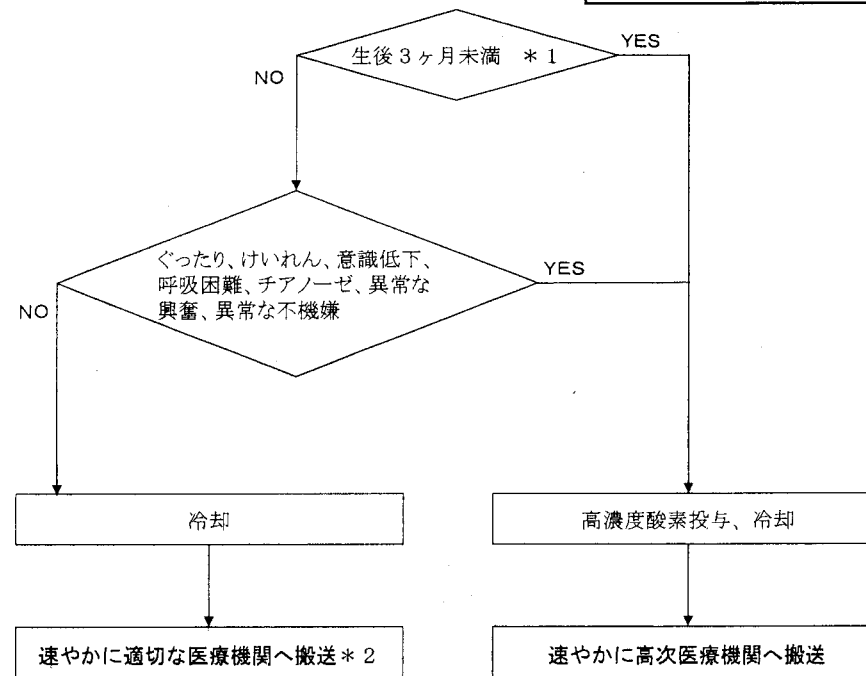 生後3ヶ月未満 *1
YES
NO
ぐったり、けいれん、意識低下、
呼吸困難、チアノーゼ、異常な
興奮、異常な不機嫌
YES
NO
冷却
高濃度酸素投与、冷却
速やかに適切な医療機関へ搬送*2
速やかに高次医療機関へ搬送